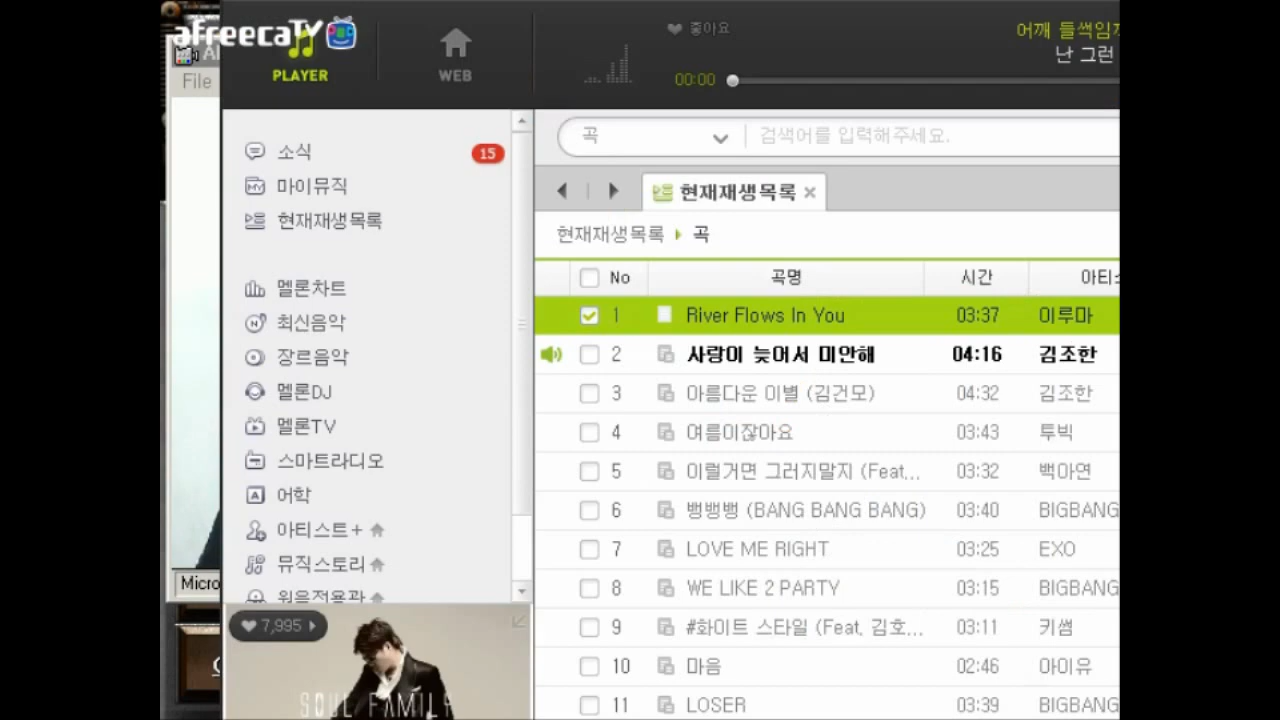 afreecaTV
File
PLAYER
WEB
좋아요
00:00
어깨 들썩임
난 그런
소식
15
마이뮤직
현재재생목록
멜론차트
최신음악
장르음악
멜론DJ
멜론TV
스마트라디오
어학
아티스트+
뮤직스토리
원음전용관
Micro
7,995
SOUL FAMILY
곡
검색어를 입력해주세요.
현재재생목록
현재재생목록 곡
No 곡명 시간 아티스
1 River Flows In You 03:37 이루마
2 사랑이 늦어서 미안해 04:16 김조한
3 아름다운 이별 (김건모) 04:32 김조한
4 여름이잖아요 03:43 투빅
5 이럴거면 그러지말지 (Feat... 03:32 백아연
6 뱅뱅뱅 (BANG BANG BANG) 03:40 BIGBANG
7 LOVE ME RIGHT 03:25 EXO
8 WE LIKE 2 PARTY 03:15 BIGBANG
9 #화이트 스타일 (Feat. 김호... 03:11 키썸
10 마음 02:46 아이유
11 LOSER 03:39 BIGBANG